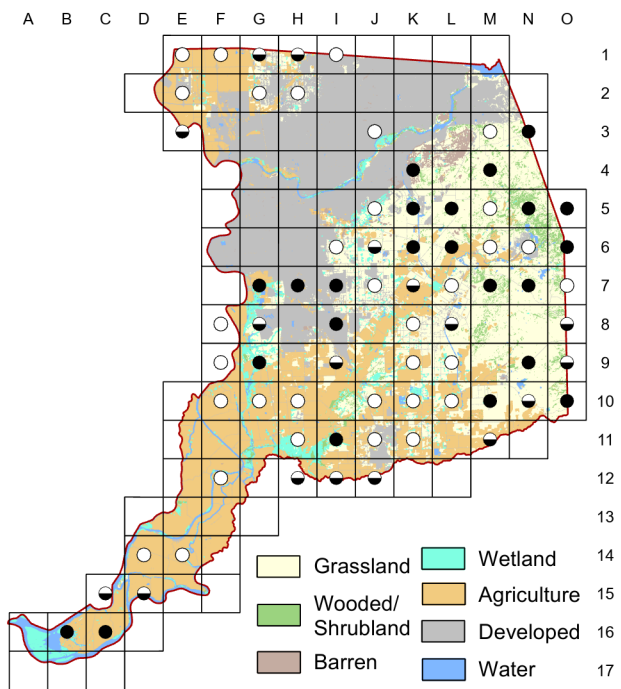 A B C D E F G H I J K L M N O
1
2
3
4
5
6
7
8
9
10
11
12
13
14
15
16
17
Grassland
Wooded/
Shrubland
Barren
Wetland
Agriculture
Developed
Water